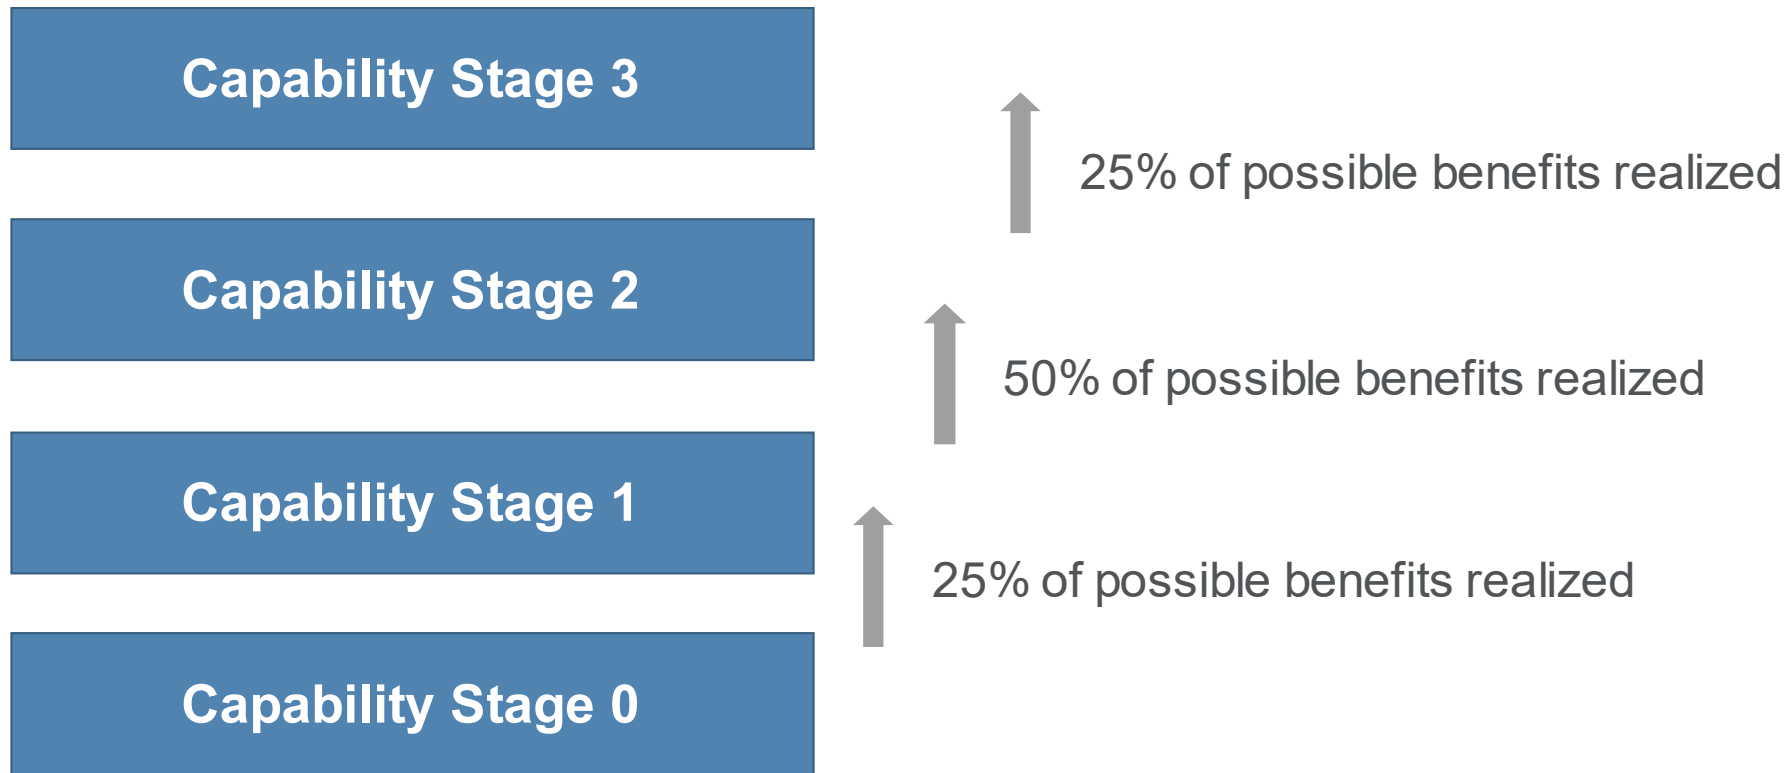 Capability Stage 3
25% of possible benefits realized
Capability Stage 2
50% of possible benefits realized
Capability Stage 1
25% of possible benefits realized
Capability Stage 0